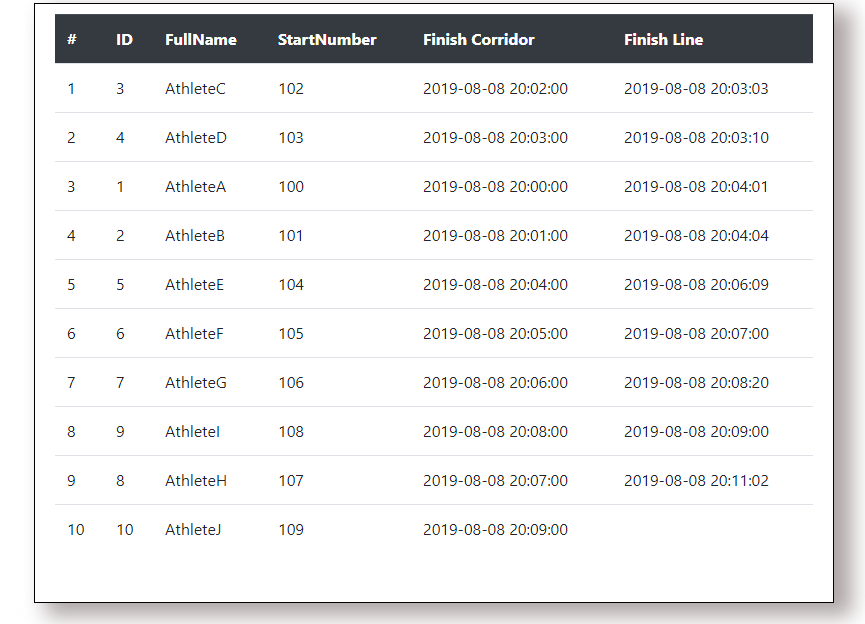 # ID FullName StartNumber Finish Corridor Finish Line
1 3 AthleteC 102 2019-08-08 20:02:00 2019-08-08 20:03:03
2 4 AthleteD 103 2019-08-08 20:03:00 2019-08-08 20:03:10
3 1 AthleteA 100 2019-08-08 20:00:00 2019-08-08 20:04:01
4 2 AthleteB 101 2019-08-08 20:01:00 2019-08-08 20:04:04
5 5 AthleteE 104 2019-08-08 20:04:00 2019-08-08 20:06:09
6 6 AthleteF 105 2019-08-08 20:05:00 2019-08-08 20:07:00
7 7 AthleteG 106 2019-08-08 20:06:00 2019-08-08 20:08:20
8 9 AthleteI 108 2019-08-08 20:08:00 2019-08-08 20:09:00
9 8 AthleteH 107 2019-08-08 20:07:00 2019-08-08 20:11:02
10 10 AthleteJ 109 2019-08-08 20:09:00